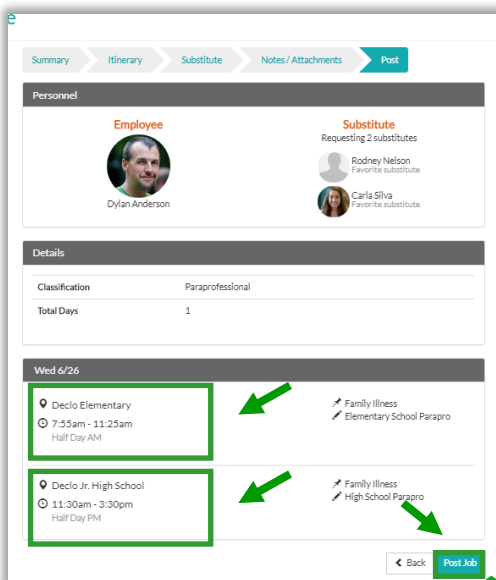 e
Summary Itinerary Substitute Notes / Attachments Post
Personnel
Employee
Dylan Anderson
Substitute
Requesting 2 substitutes
Rodney Nelson
Favorite substitute
Carla Silva
Favorite substitute
Details
Classification Paraprofessional
Total Days 1
Wed 6/26
Declo Elementary
7:55am - 11:25am
Half Day AM
Family Illness
Elementary School Parapro
Declo Jr. High School
11:30am - 3:30pm
Half Day PM
Family Illness
High School Parapro
Back Post Job